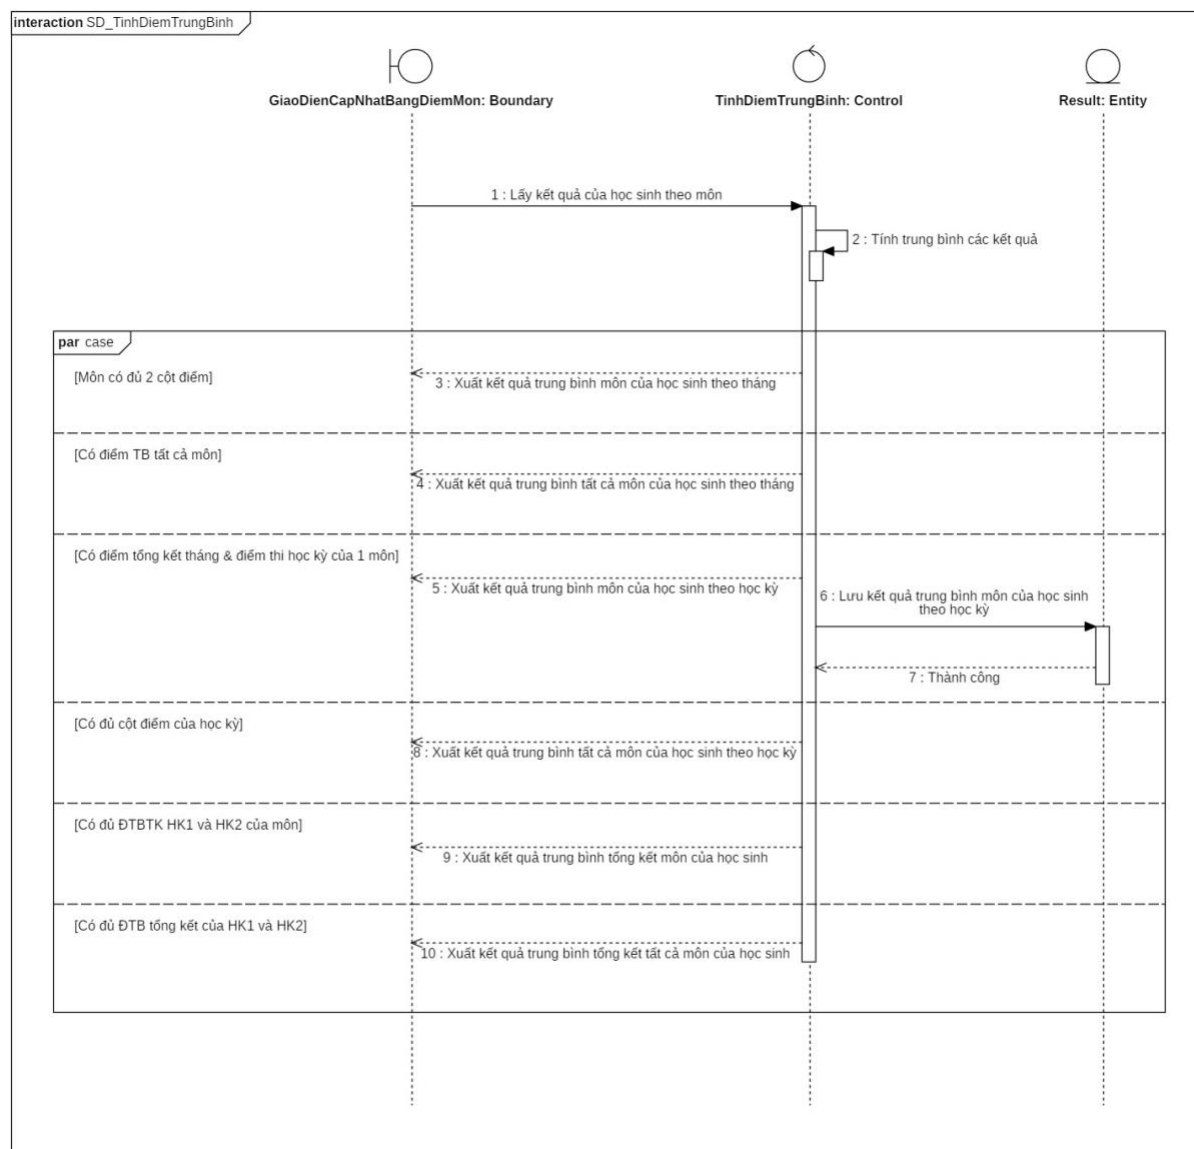 interaction SD_TinhDiemTrungBinh
GiaoDienCapNhatBangDiemMon: Boundary
TinhDiemTrungBinh: Control
Result: Entity
1 : Lấy kết quả của học sinh theo môn
2 : Tính trung bình các kết quả
par case
[Môn có đủ 2 cột điểm]
3 : Xuất kết quả trung bình môn của học sinh theo tháng
[Có điểm TB tất cả môn]
4 : Xuất kết quả trung bình tất cả môn của học sinh theo tháng
[Có điểm tổng kết tháng & điểm thi học kỳ của 1 môn]
5 : Xuất kết quả trung bình môn của học sinh theo học kỳ
6 : Lưu kết quả trung bình môn của học sinh
theo học kỳ
7 : Thành công
[Có đủ cột điểm của học kỳ]
8 : Xuất kết quả trung bình tất cả môn của học sinh theo học kỳ
[Có đủ ĐTBTK HK1 và HK2 của môn]
9 : Xuất kết quả trung bình tổng kết môn của học sinh
[Có đủ ĐTB tổng kết của HK1 và HK2]
10 : Xuất kết quả trung bình tổng kết tất cả môn của học sinh